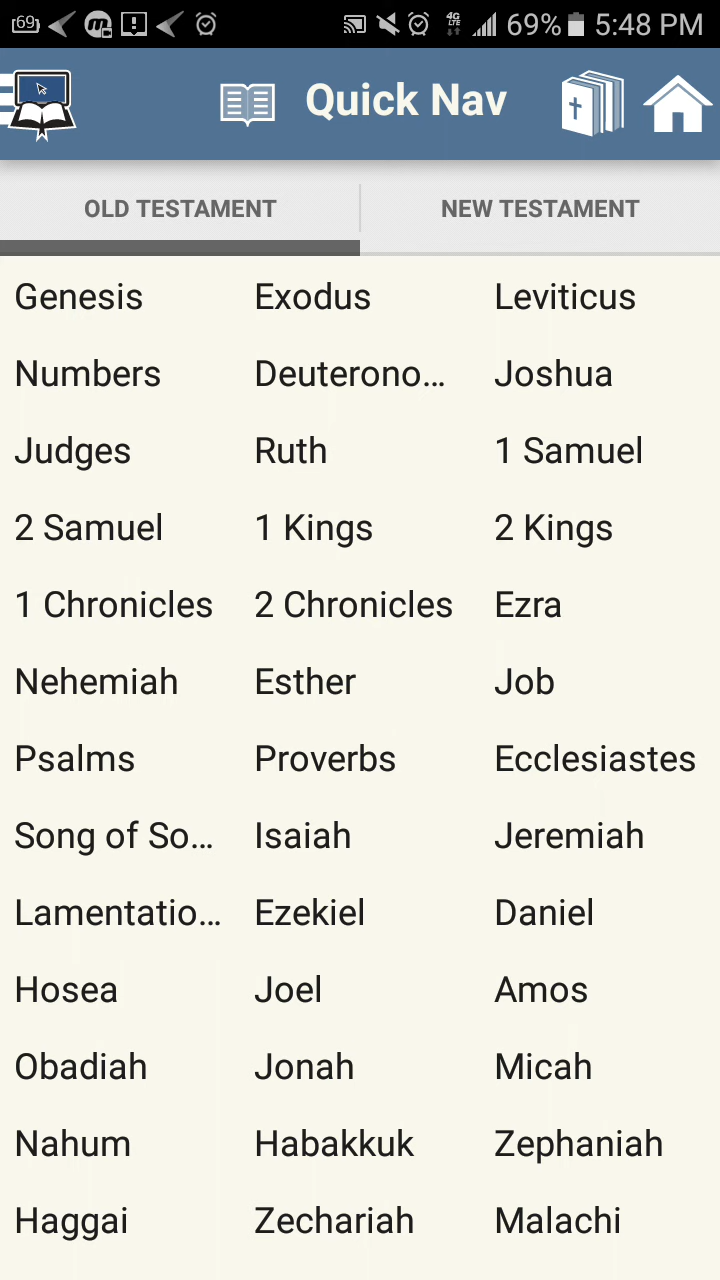 69 4G LTE 69% 5:48 PM
Quick Nav
OLD TESTAMENT NEW TESTAMENT
Genesis Exodus Leviticus
Numbers Deuterono... Joshua
Judges Ruth 1 Samuel
2 Samuel 1 Kings 2 Kings
1 Chronicles 2 Chronicles Ezra
Nehemiah Esther Job
Psalms Proverbs Ecclesiastes
Song of So... Isaiah Jeremiah
Lamentatio... Ezekiel Daniel
Hosea Joel Amos
Obadiah Jonah Micah
Nahum Habakkuk Zephaniah
Haggai Zechariah Malachi